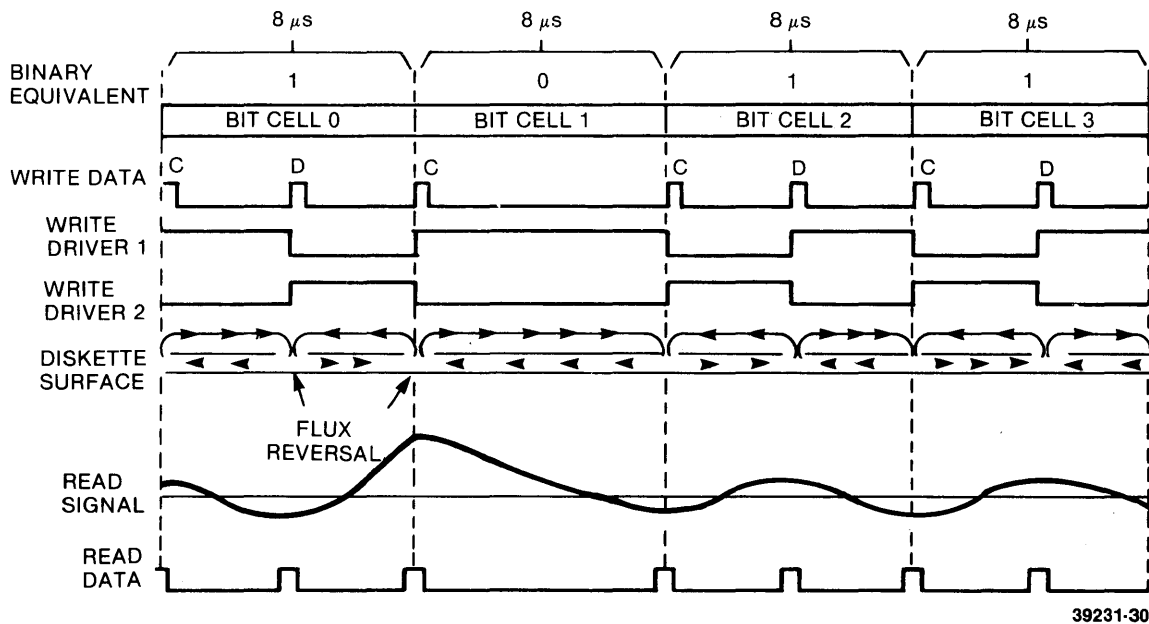 8 μs 8 μs 8 μs 8 μs
BINARY
EQUIVALENT
1 0 1 1
BIT CELL 0 BIT CELL 1 BIT CELL 2 BIT CELL 3
WRITE DATA
C D C C D C D
WRITE
DRIVER 1
WRITE
DRIVER 2
DISKETTE
SURFACE
FLUX
REVERSAL
READ
SIGNAL
READ
DATA
39231-30